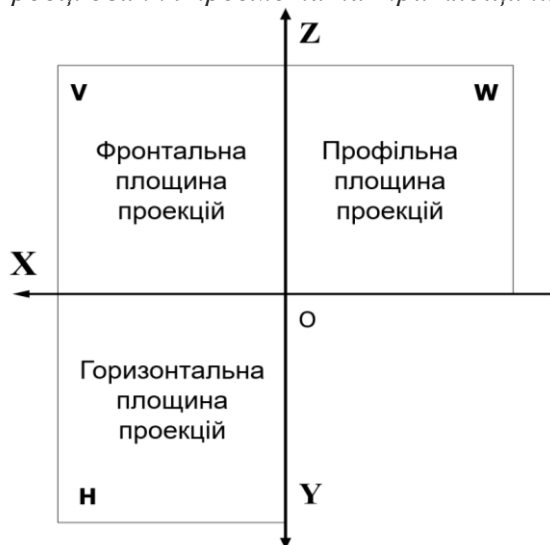 Z
V
W
Фронтальна
площина
проекцій
Профільна
площина
проекцій
X
O
Горизонтальна
площина
проекцій
H
Y